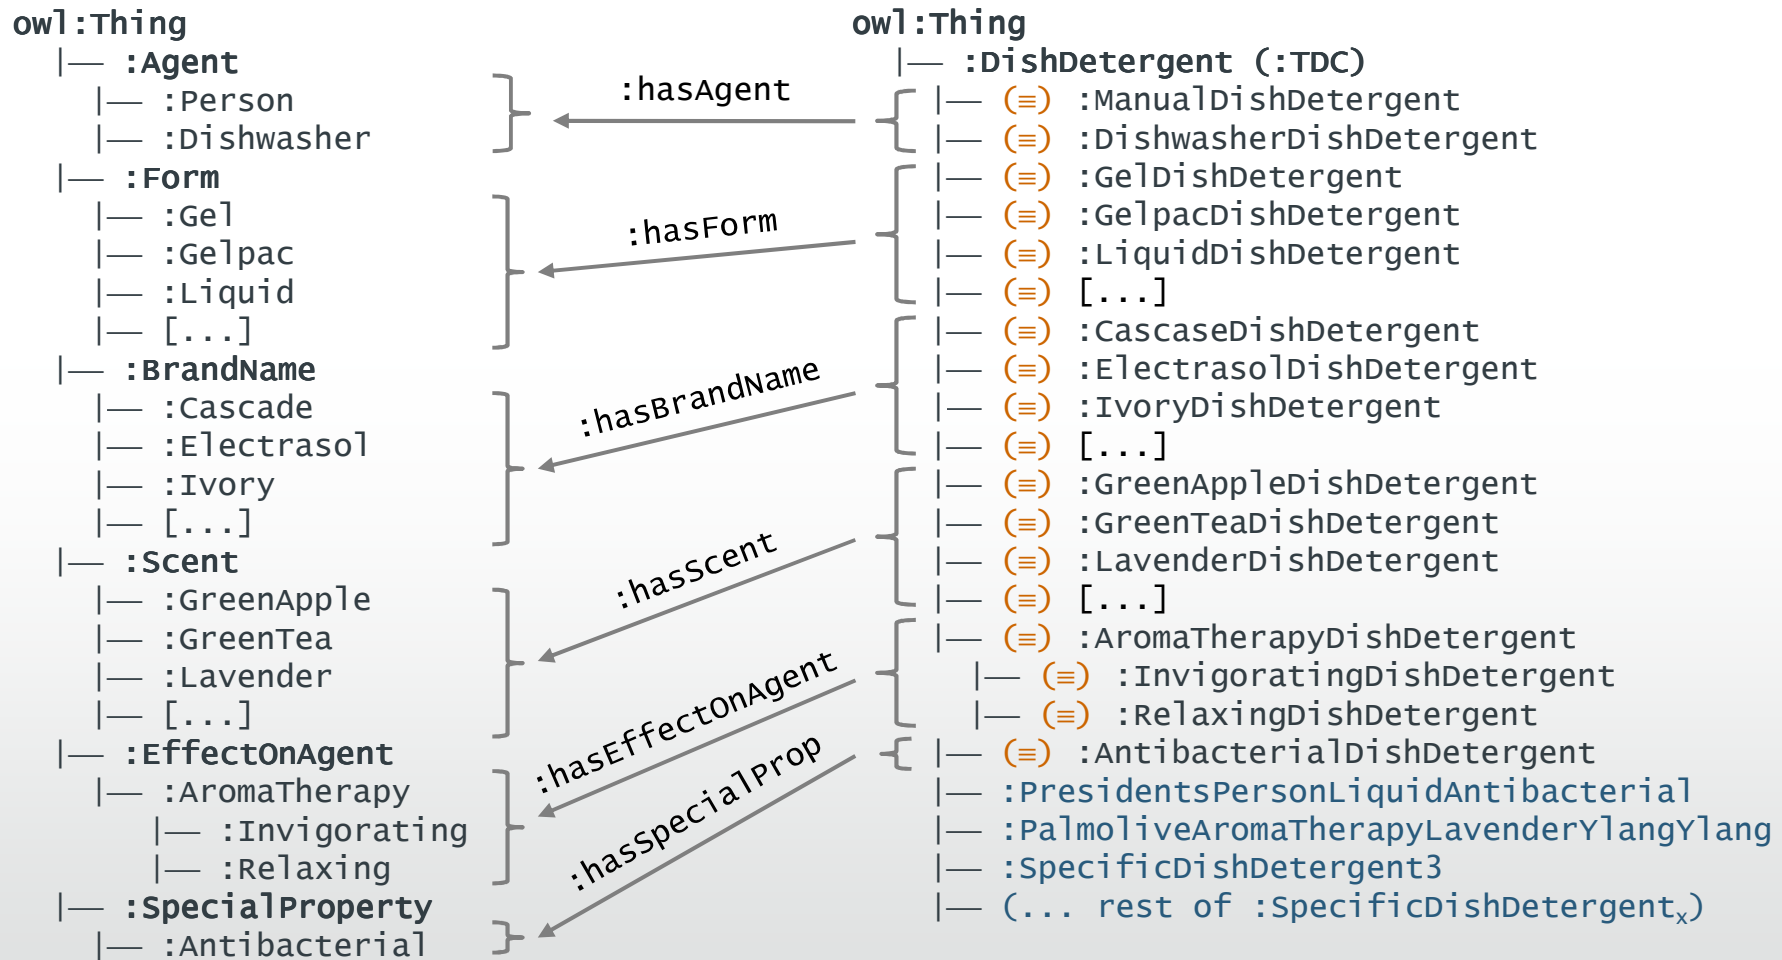 owl:Thing
|— :Agent
|— :Person
|— :Dishwasher
|— :Form
|— :Gel
|— :Gelpac
|— :Liquid
|— [...]
|— :BrandName
|— :Cascade
|— :Electrasol
|— :Ivory
|— [...]
|— :Scent
|— :GreenApple
|— :GreenTea
|— :Lavender
|— [...]
|— :EffectOnAgent
|— :AromaTherapy
|— :Invigorating
|— :Relaxing
|— :SpecialProperty
|— :Antibacterial
:hasAgent
:hasForm
:hasBrandName
:hasScent
:hasEffectOnAgent
:hasSpecialProp
owl:Thing
|— :DishDetergent (:TDC)
|— (≡) :ManualDishDetergent
|— (≡) :DishwasherDishDetergent
|— (≡) :GelDishDetergent
|— (≡) :GelpacDishDetergent
|— (≡) :LiquidDishDetergent
|— (≡) [...]
|— (≡) :CascaseDishDetergent
|— (≡) :ElectrasolDishDetergent
|— (≡) :IvoryDishDetergent
|— (≡) [...]
|— (≡) :GreenAppleDishDetergent
|— (≡) :GreenTeaDishDetergent
|— (≡) :LavenderDishDetergent
|— (≡) [...]
|— (≡) :AromaTherapyDishDetergent
|— (≡) :InvigoratingDishDetergent
|— (≡) :RelaxingDishDetergent
|— (≡) :AntibacterialDishDetergent
|— :PresidentsPersonLiquidAntibacterial
|— :PalmoliveAromaTherapyLavenderYlangYlang
|— :SpecificDishDetergent3
|— (... rest of :SpecificDishDetergentx)